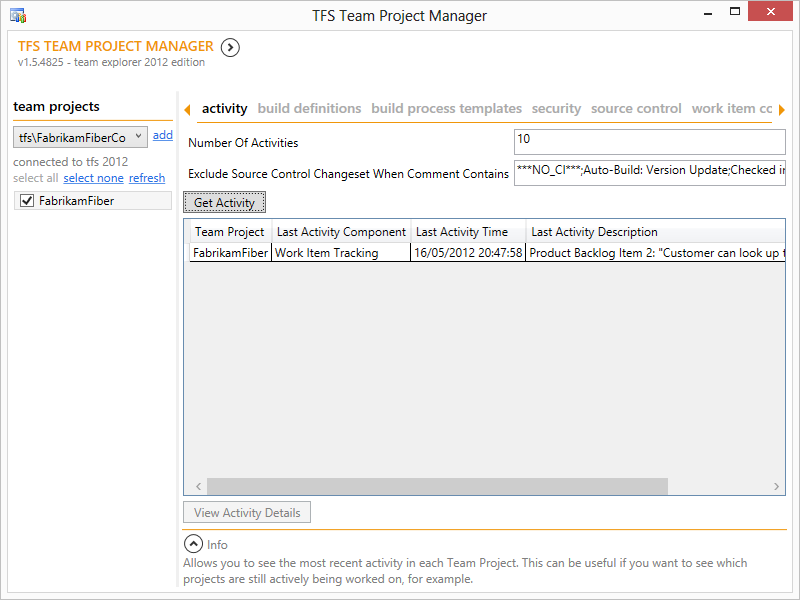 TFS Team Project Manager
TFS TEAM PROJECT MANAGER
v1.5.4825 - team explorer 2012 edition
team projects
tfs\FabrikamFiberCo add
connected to tfs 2012
select all select none refresh
FabrikamFiber
activity build definitions build process templates security source control work item cc
Number Of Activities 10
Exclude Source Control Changeset When Comment Contains ***NO_CI***;Auto-Build: Version Update;Checked in
Get Activity
Team Project Last Activity Component Last Activity Time Last Activity Description
FabrikamFiber Work Item Tracking 16/05/2012 20:47:58 Product Backlog Item 2: "Customer can look up t
View Activity Details
Info
Allows you to see the most recent activity in each Team Project. This can be useful if you want to see which
projects are still actively being worked on, for example.